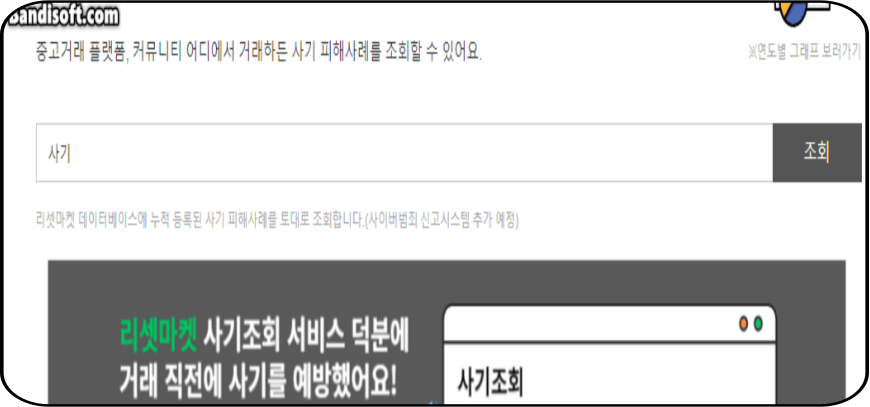 Bandisoft.com
중고거래 플랫폼, 커뮤니티 어디에서 거래하든 사기 피해사례를 조회할 수 있어요.
※연도별 그래프 보러가기
사기
조회
리셋마켓 데이터베이스에 누적 등록된 사기 피해사례를 토대로 조회합니다.(사이버범죄 신고시스템 추가 예정)
리셋마켓 사기조회 서비스 덕분에
거래 직전에 사기를 예방했어요!
사기조회